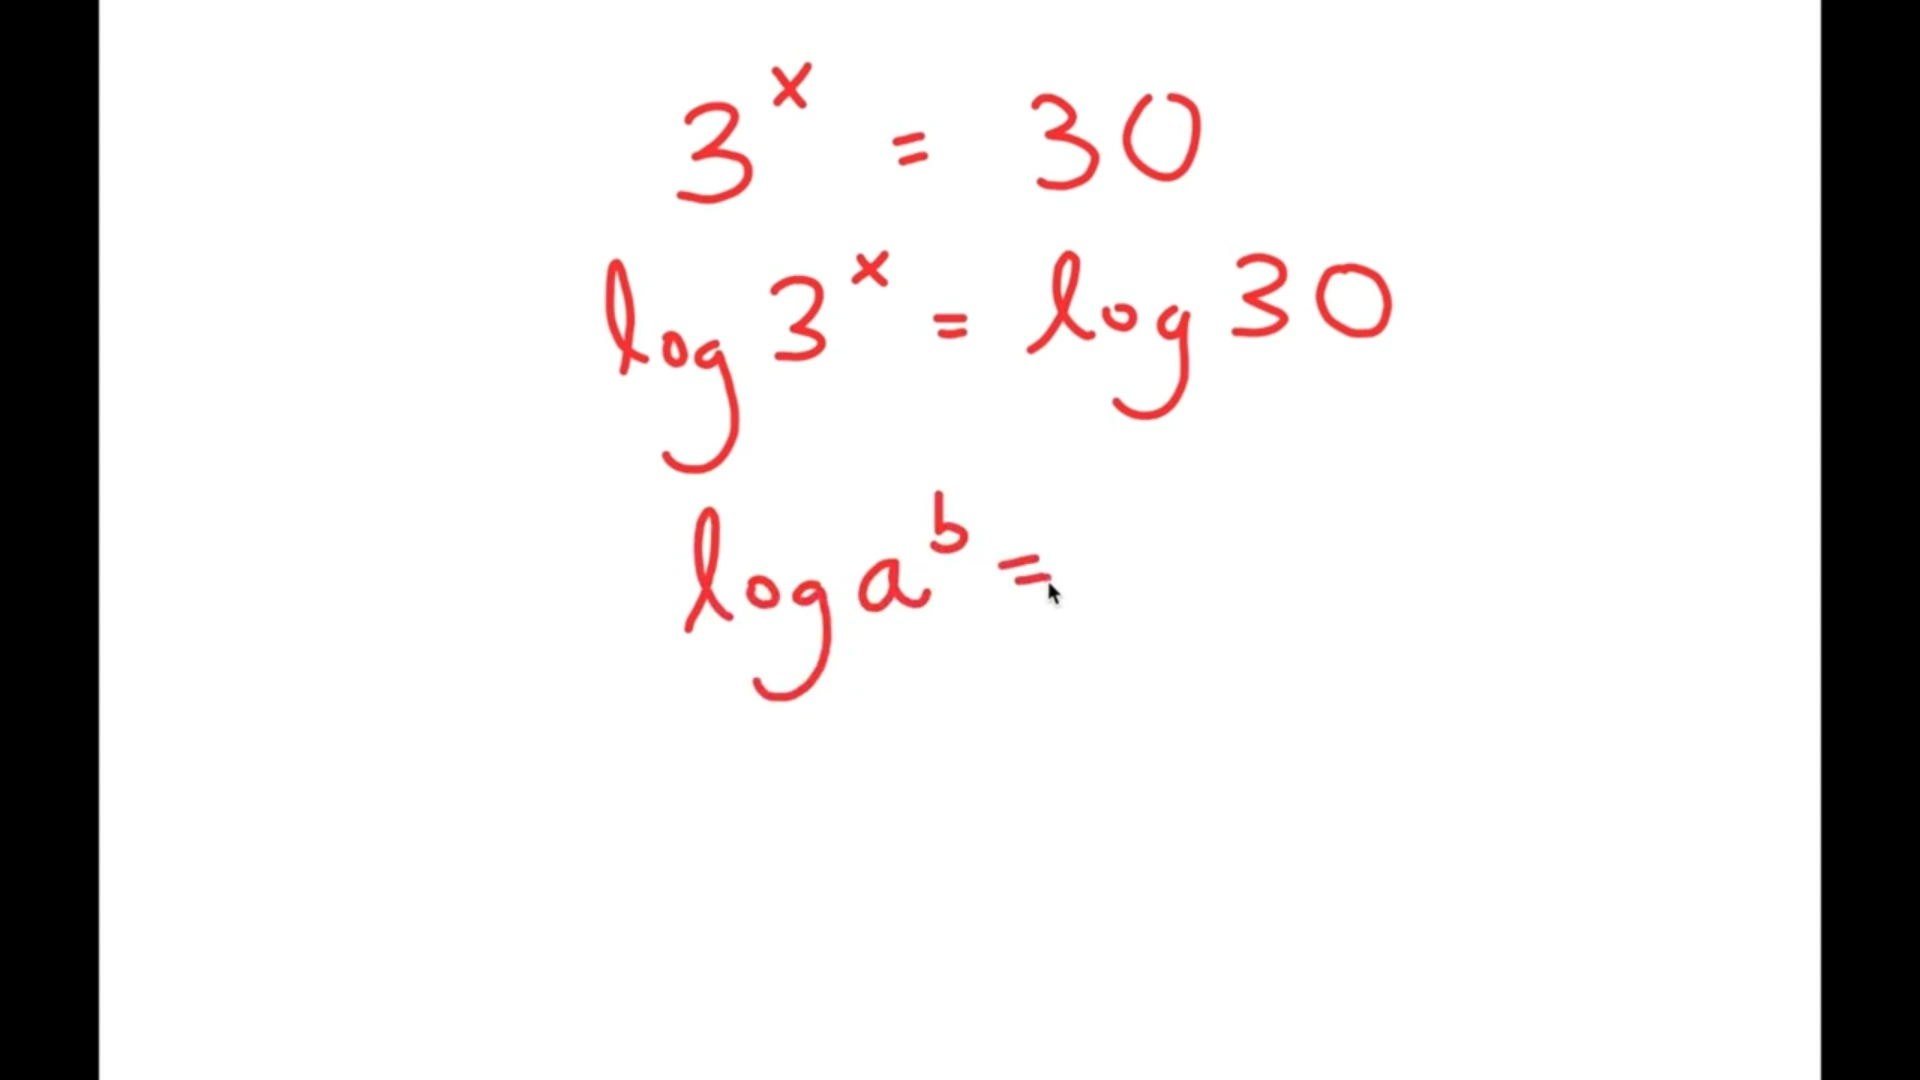 3^x = 30
log 3^x = log 30
log a^b =